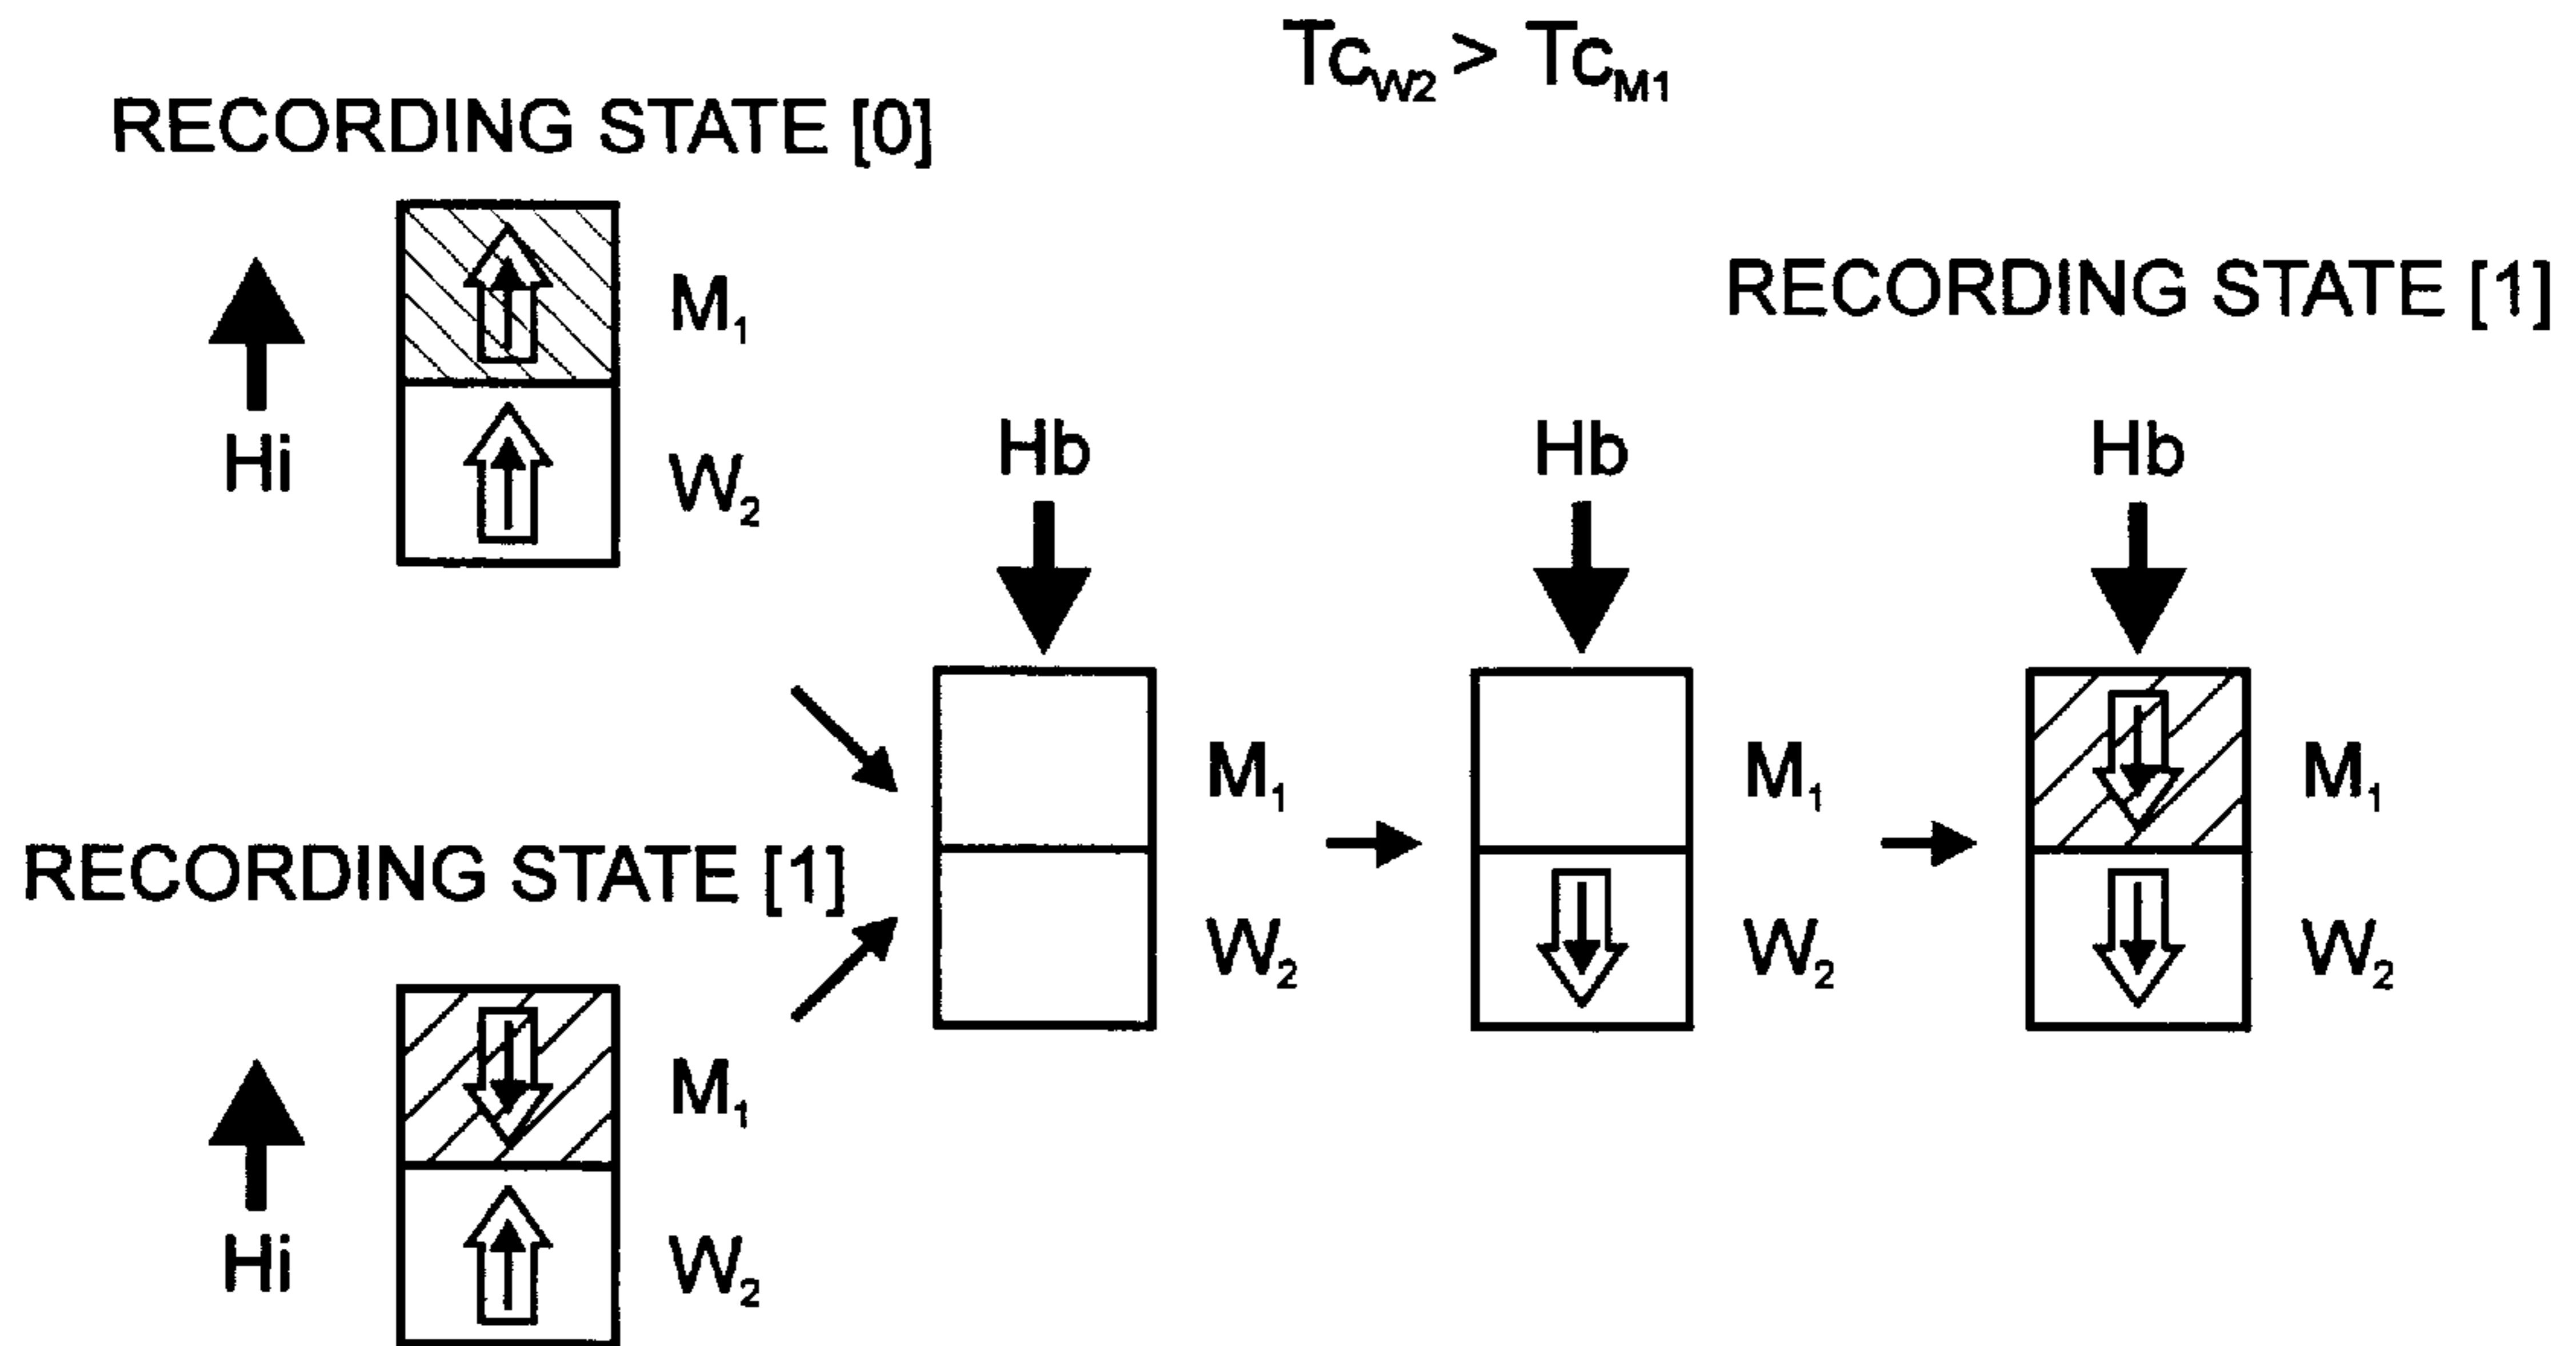 Tc_W2 > Tc_M1
RECORDING STATE [0]
M1
Hi
W2
RECORDING STATE [1]
Hb
Hb
Hb
M1
M1
M1
RECORDING STATE [1]
W2
W2
W2
M1
Hi
W2